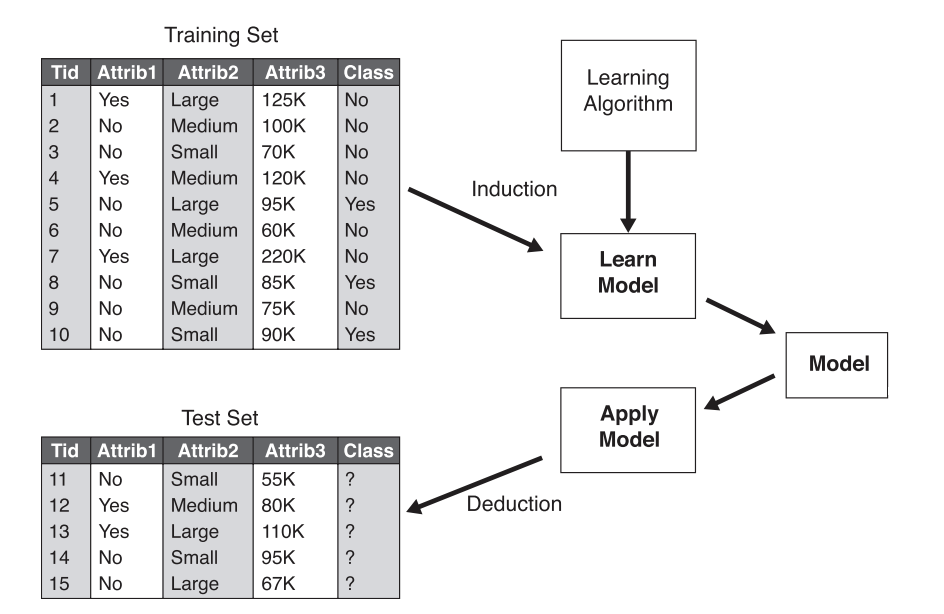 Training Set
Tid Attrib1 Attrib2 Attrib3 Class
1 Yes Large 125K No
2 No Medium 100K No
3 No Small 70K No
4 Yes Medium 120K No
5 No Large 95K Yes
6 No Medium 60K No
7 Yes Large 220K No
8 No Small 85K Yes
9 No Medium 75K No
10 No Small 90K Yes
Learning
Algorithm
Induction
Learn
Model
Model
Apply
Model
Deduction
Test Set
Tid Attrib1 Attrib2 Attrib3 Class
11 No Small 55K ?
12 Yes Medium 80K ?
13 Yes Large 110K ?
14 No Small 95K ?
15 No Large 67K ?